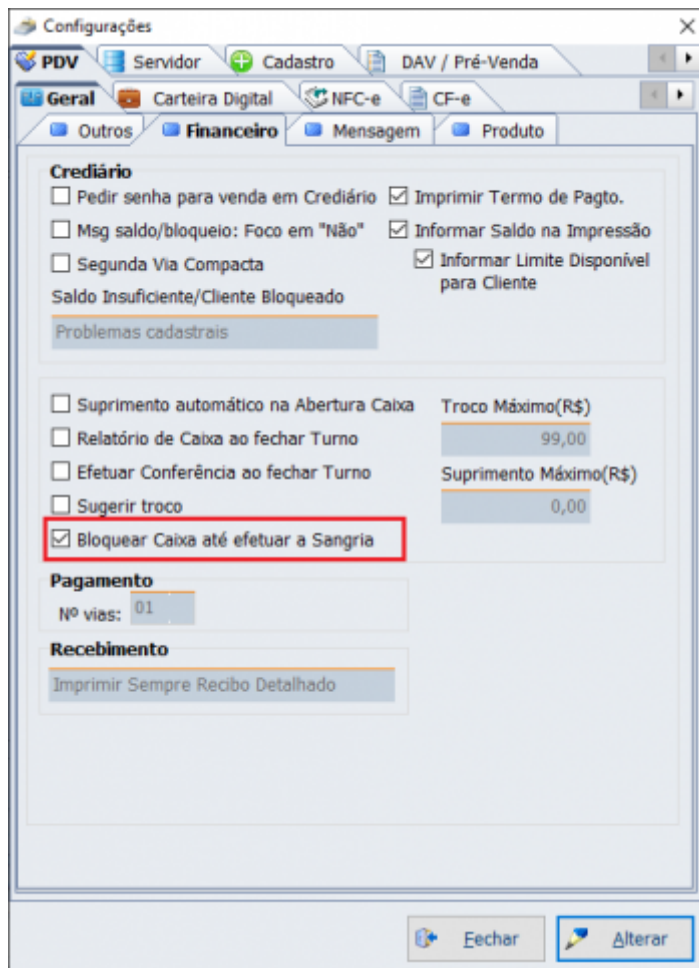 Configurações
PDV Servidor Cadastro DAV / Pré-Venda
Geral Carteira Digital NFC-e CF-e
Outros Financeiro Mensagem Produto
Crediário
Pedir senha para venda em Crediário Imprimir Termo de Pagto.
Msg saldo/bloqueio: Foco em "Não" Informar Saldo na Impressão
Segunda Via Compacta Informar Limite Disponível
para Cliente
Saldo Insuficiente/Cliente Bloqueado
Problemas cadastrais
Suprimento automático na Abertura Caixa Troco Máximo(R$)
Relatório de Caixa ao fechar Turno 99,00
Efetuar Conferência ao fechar Turno Suprimento Máximo(R$)
Sugerir troco 0,00
Bloquear Caixa até efetuar a Sangria
Pagamento
Nº vias: 01
Recebimento
Imprimir Sempre Recibo Detalhado
Fechar Alterar